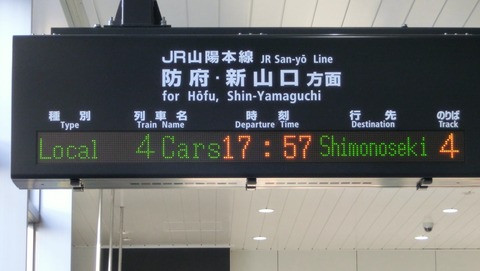 4
JR山陽本線 JR San-yō Line
防府・新山口 方面
for Hōfu, Shin-Yamaguchi
種別 列車名 時刻 行先 のりば
Type Train Name Departure Time Destination Track
Local 4 Cars 17:57 Shimonoseki 4